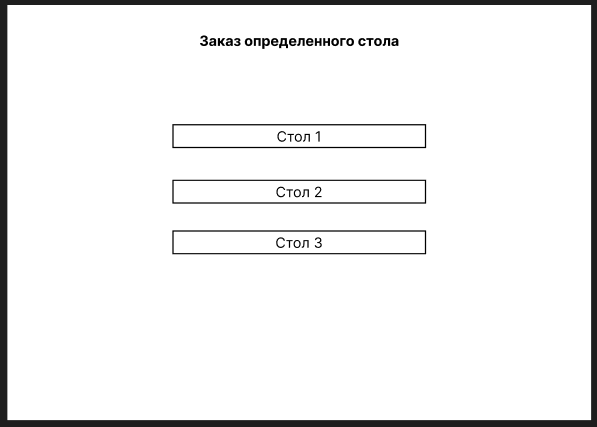 Заказ определенного стола
Стол 1
Стол 2
Стол 3